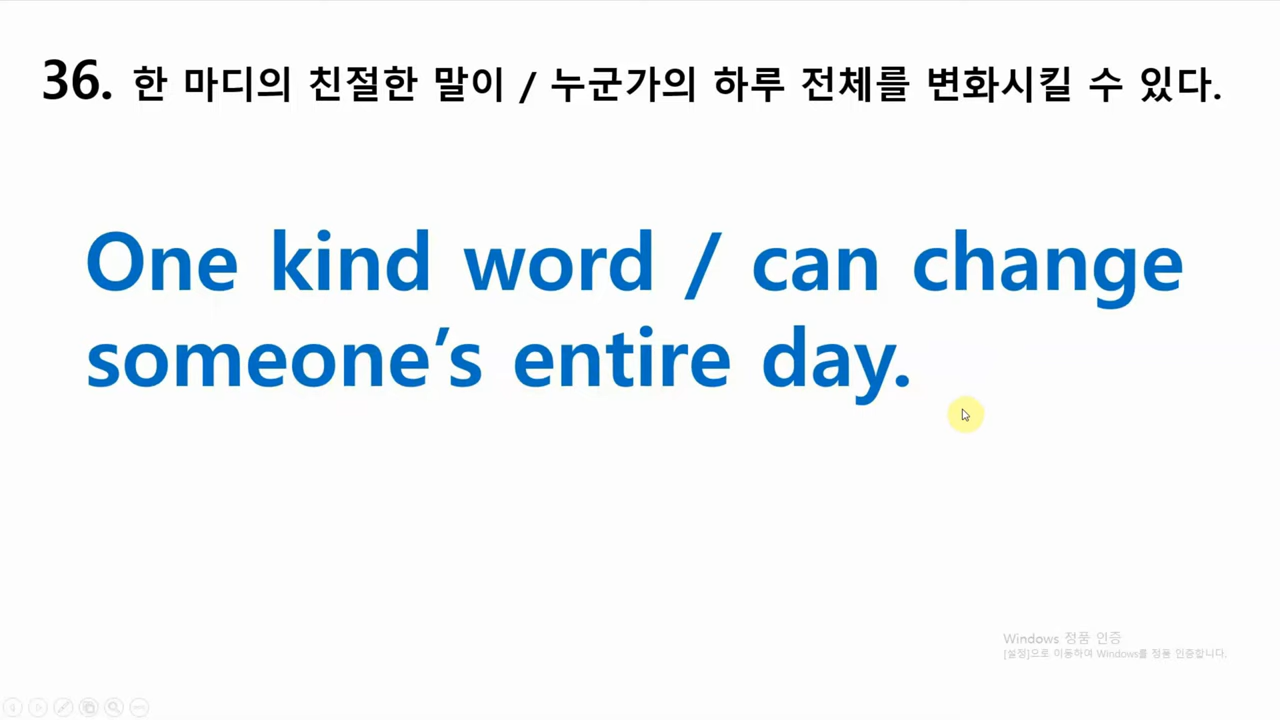 36. 한 마디의 친절한 말이 / 누군가의 하루 전체를 변화시킬 수 있다.
One kind word / can change
someone’s entire day.
Windows 정품 인증
[설정]으로 이동하여 Windows를 정품 인증합니다.